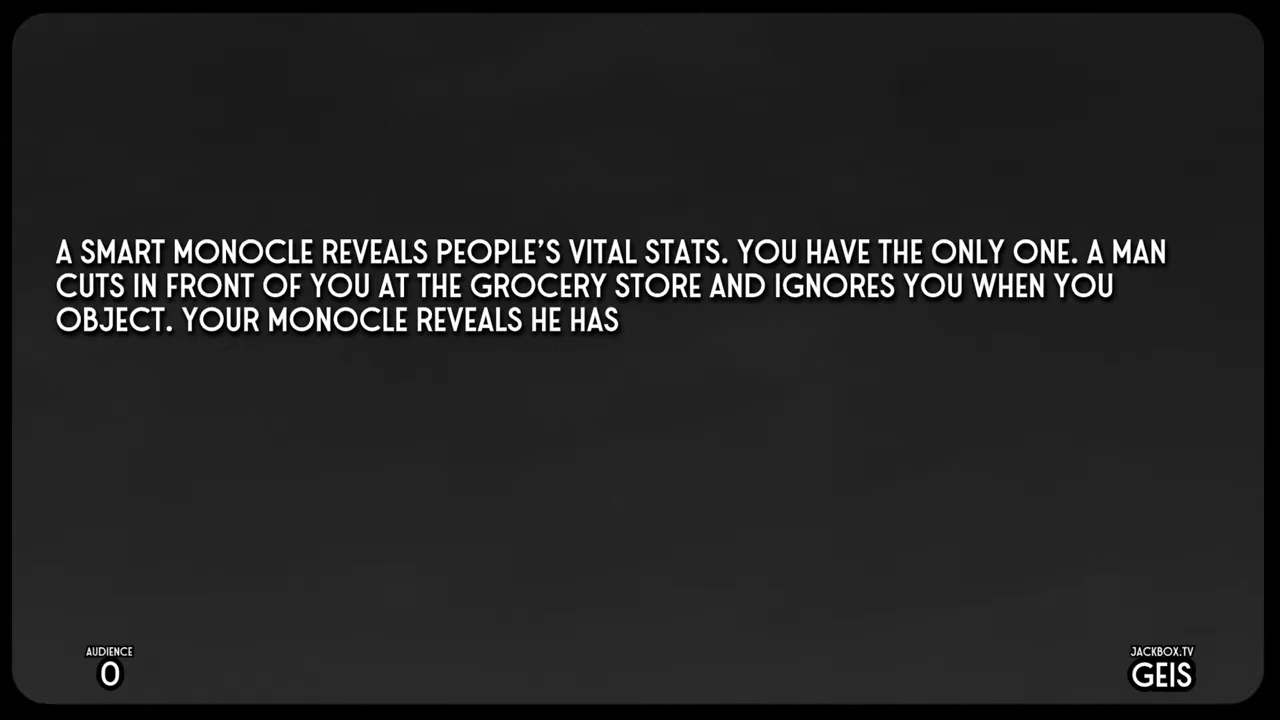 A SMART MONOCLE REVEALS PEOPLE’S VITAL STATS. YOU HAVE THE ONLY ONE. A MAN
CUTS IN FRONT OF YOU AT THE GROCERY STORE AND IGNORES YOU WHEN YOU
OBJECT. YOUR MONOCLE REVEALS HE HAS
AUDIENCE
0
JACKBOX.TV
GEIS